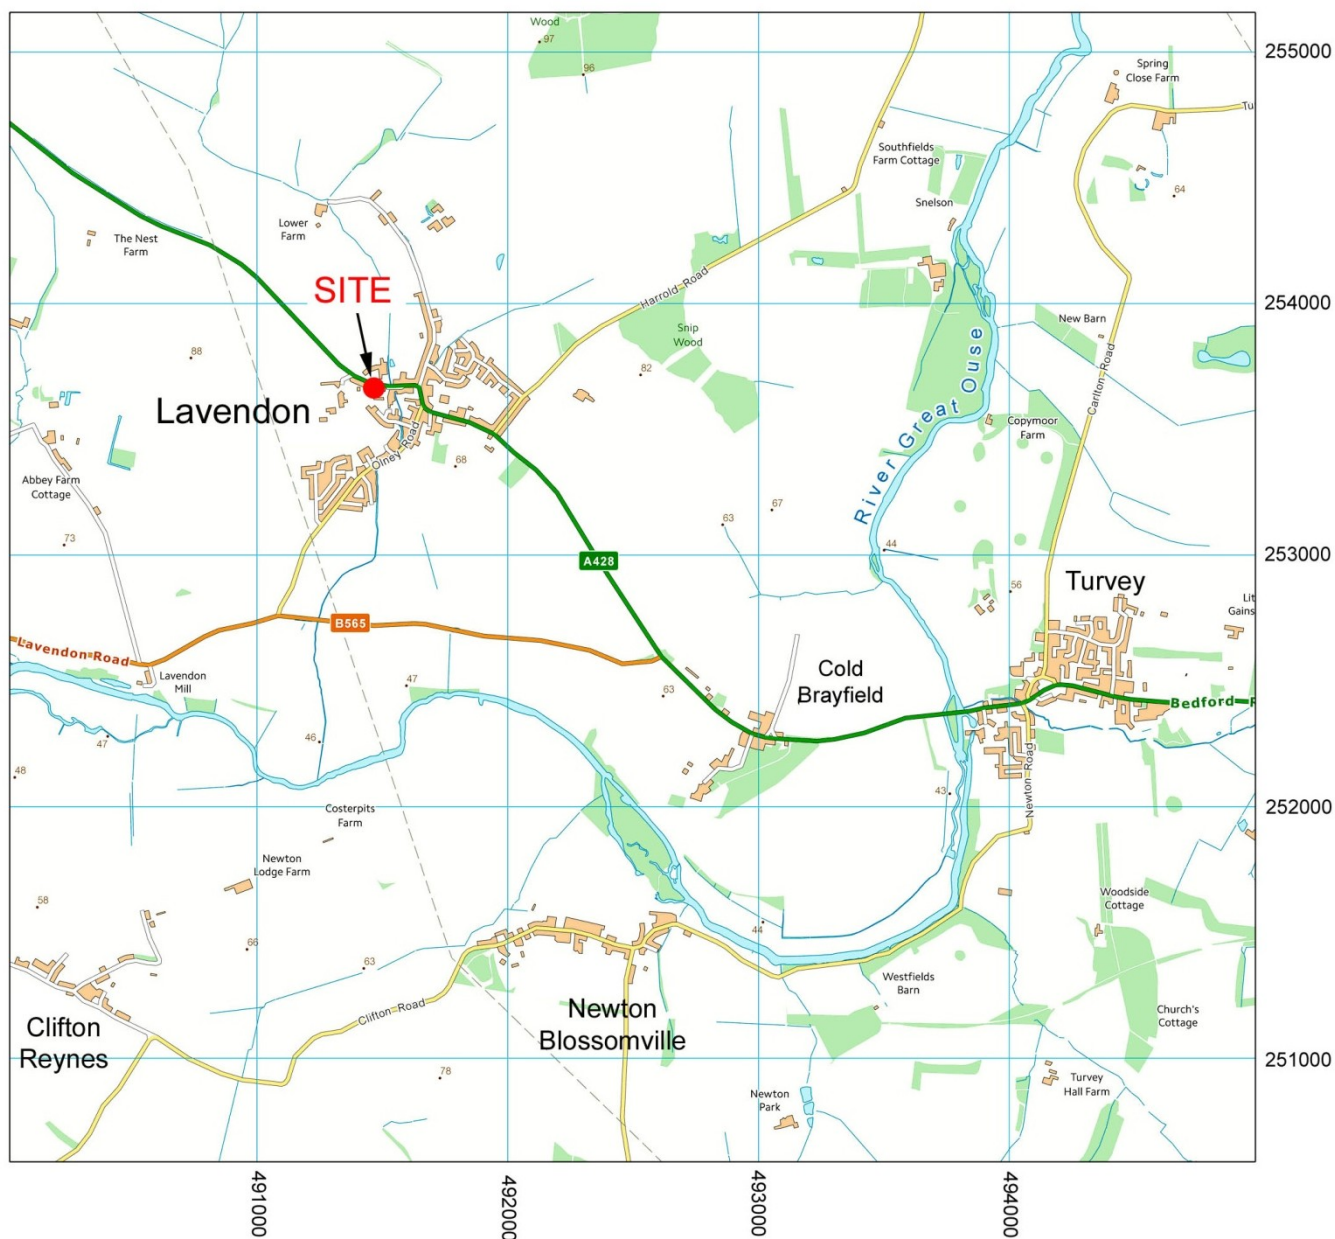 Wood
97
96
255000
Spring
Close Farm
Tu
Southfields
Farm Cottage
64
Snelson
Lower
Farm
The Nest
Farm
SITE
Harrold Road
254000
New Barn
Snip
Wood
88
82
River Great Ouse
Carlton Road
Lavendon
Copymoor
Farm
Olney Road
68
Abbey Farm
Cottage
67
63
73
44
253000
A428
Turvey
56
Lit
Gains
B565
Lavendon Road
Lavendon
Mill
47
63
Cold
Brayfield
Bedford R
47
46
48
43
Newton Road
252000
Costerpits
Farm
Newton
Lodge Farm
Woodside
Cottage
58
66
63
44
Westfields
Barn
Clifton Road
Newton
Blossomville
Clifton
Reynes
Church's
Cottage
251000
78
Newton
Park
Turvey
Hall Farm
491000
492000
493000
494000